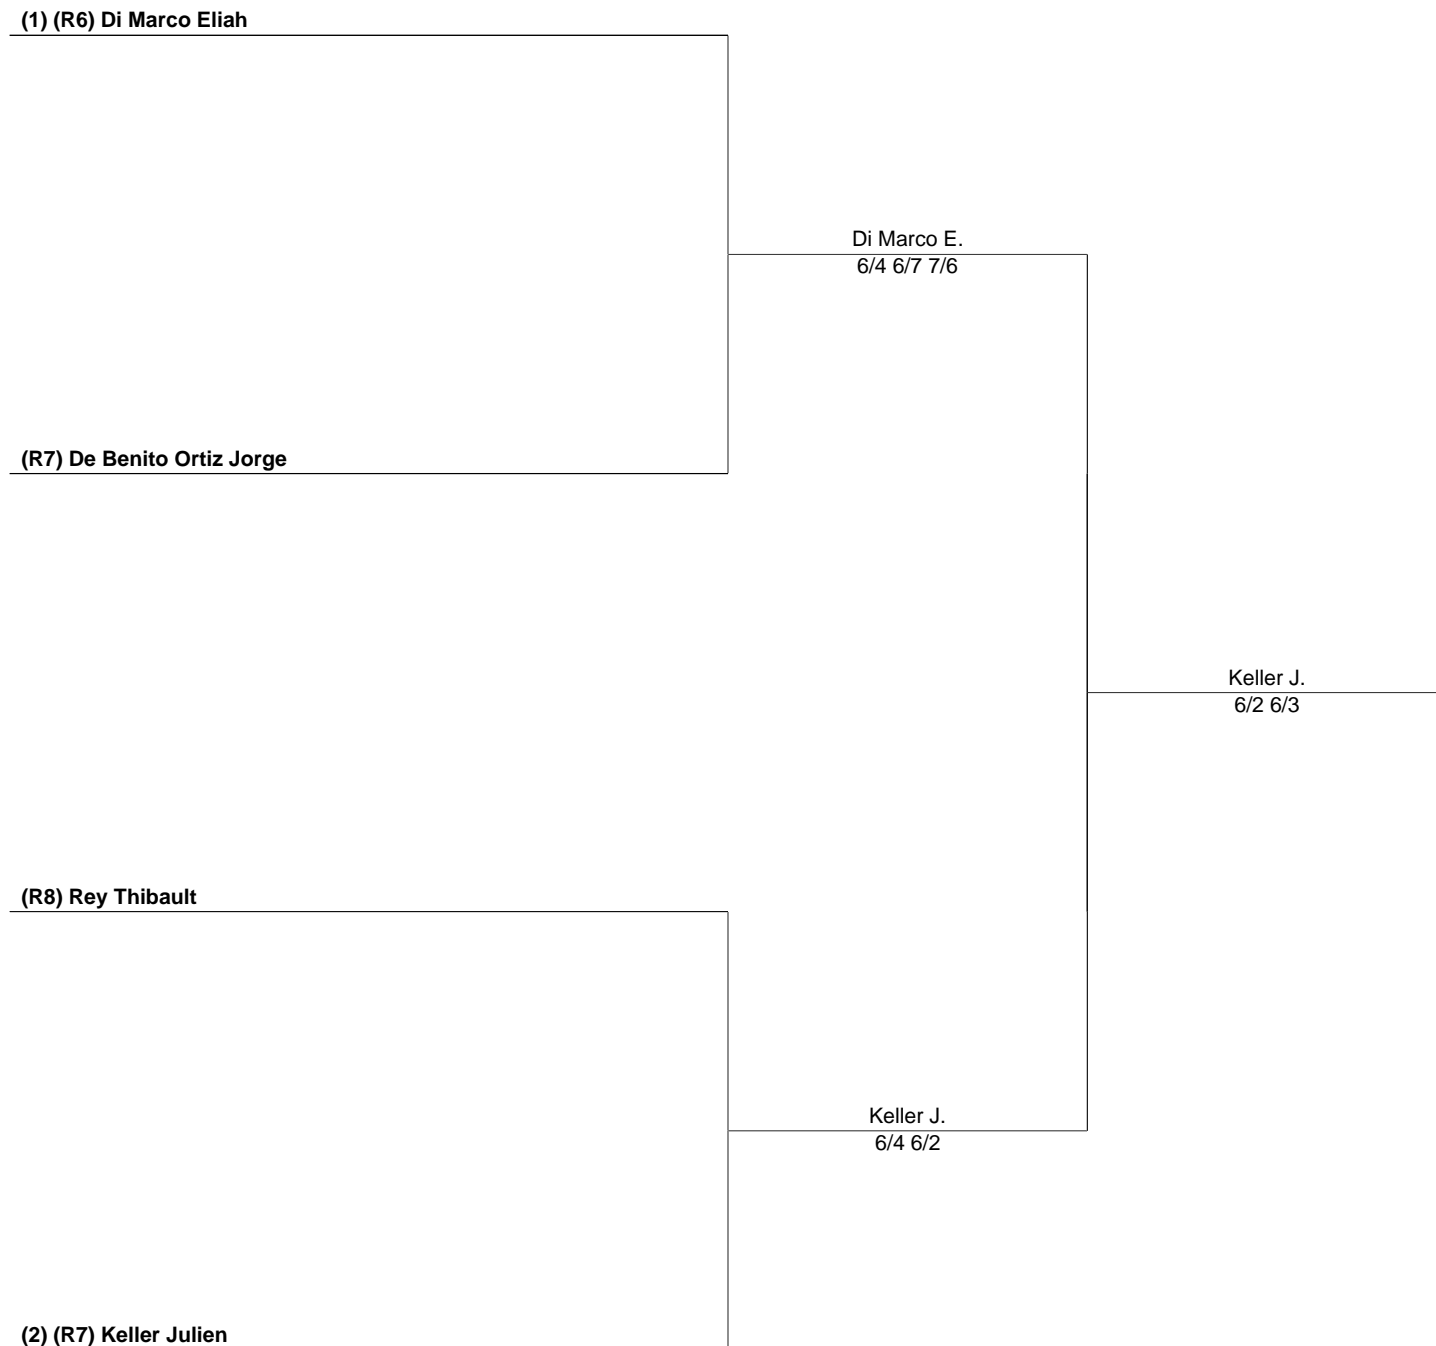 (1) (R6) Di Marco Eliah
Di Marco E.
6/4 6/7 7/6
(R7) De Benito Ortiz Jorge
Keller J.
6/2 6/3
(R8) Rey Thibault
Keller J.
6/4 6/2
(2) (R7) Keller Julien